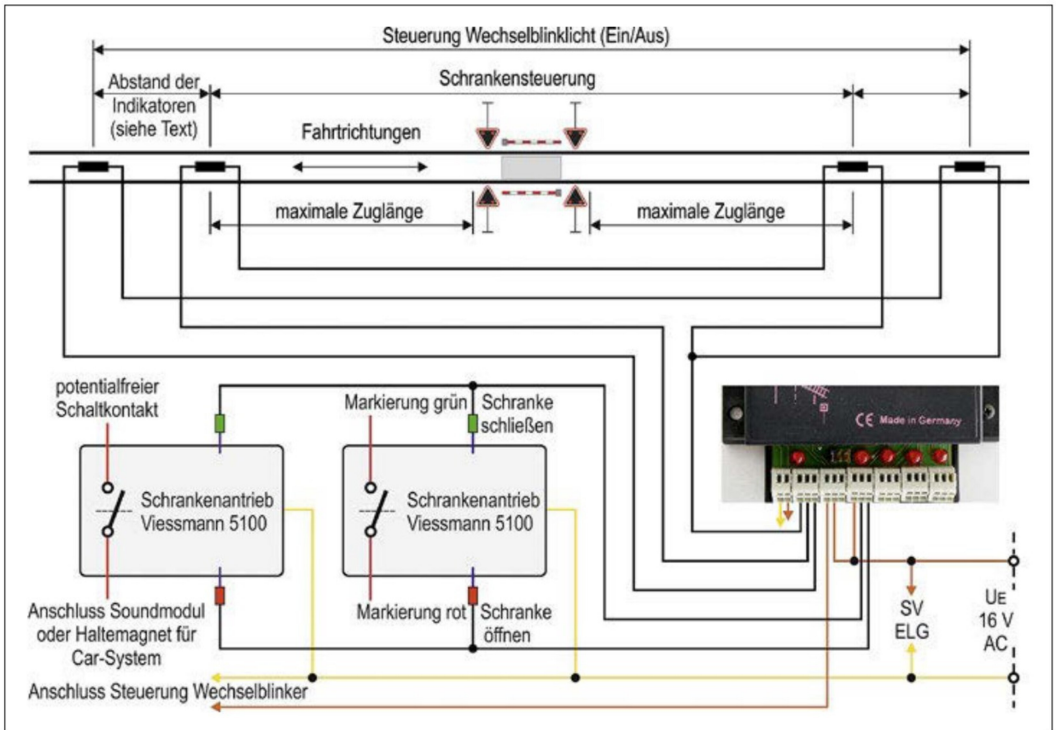 Steuerung Wechselblinklicht (Ein/Aus)
Abstand der
Indikatoren
(siehe Text)
Schrankensteuerung
Fahrtrichtungen
maximale Zuglänge
maximale Zuglänge
potentialfreier
Schaltkontakt
Markierung grün
Schranke
schließen
CE Made in Germany
Schrankenantrieb
Viessmann 5100
Schrankenantrieb
Viessmann 5100
Anschluss Soundmodul
oder Haltemagnet für
Car-System
Markierung rot
Schranke
öffnen
SV
ELG
UE
16 V
AC
Anschluss Steuerung Wechselblinker